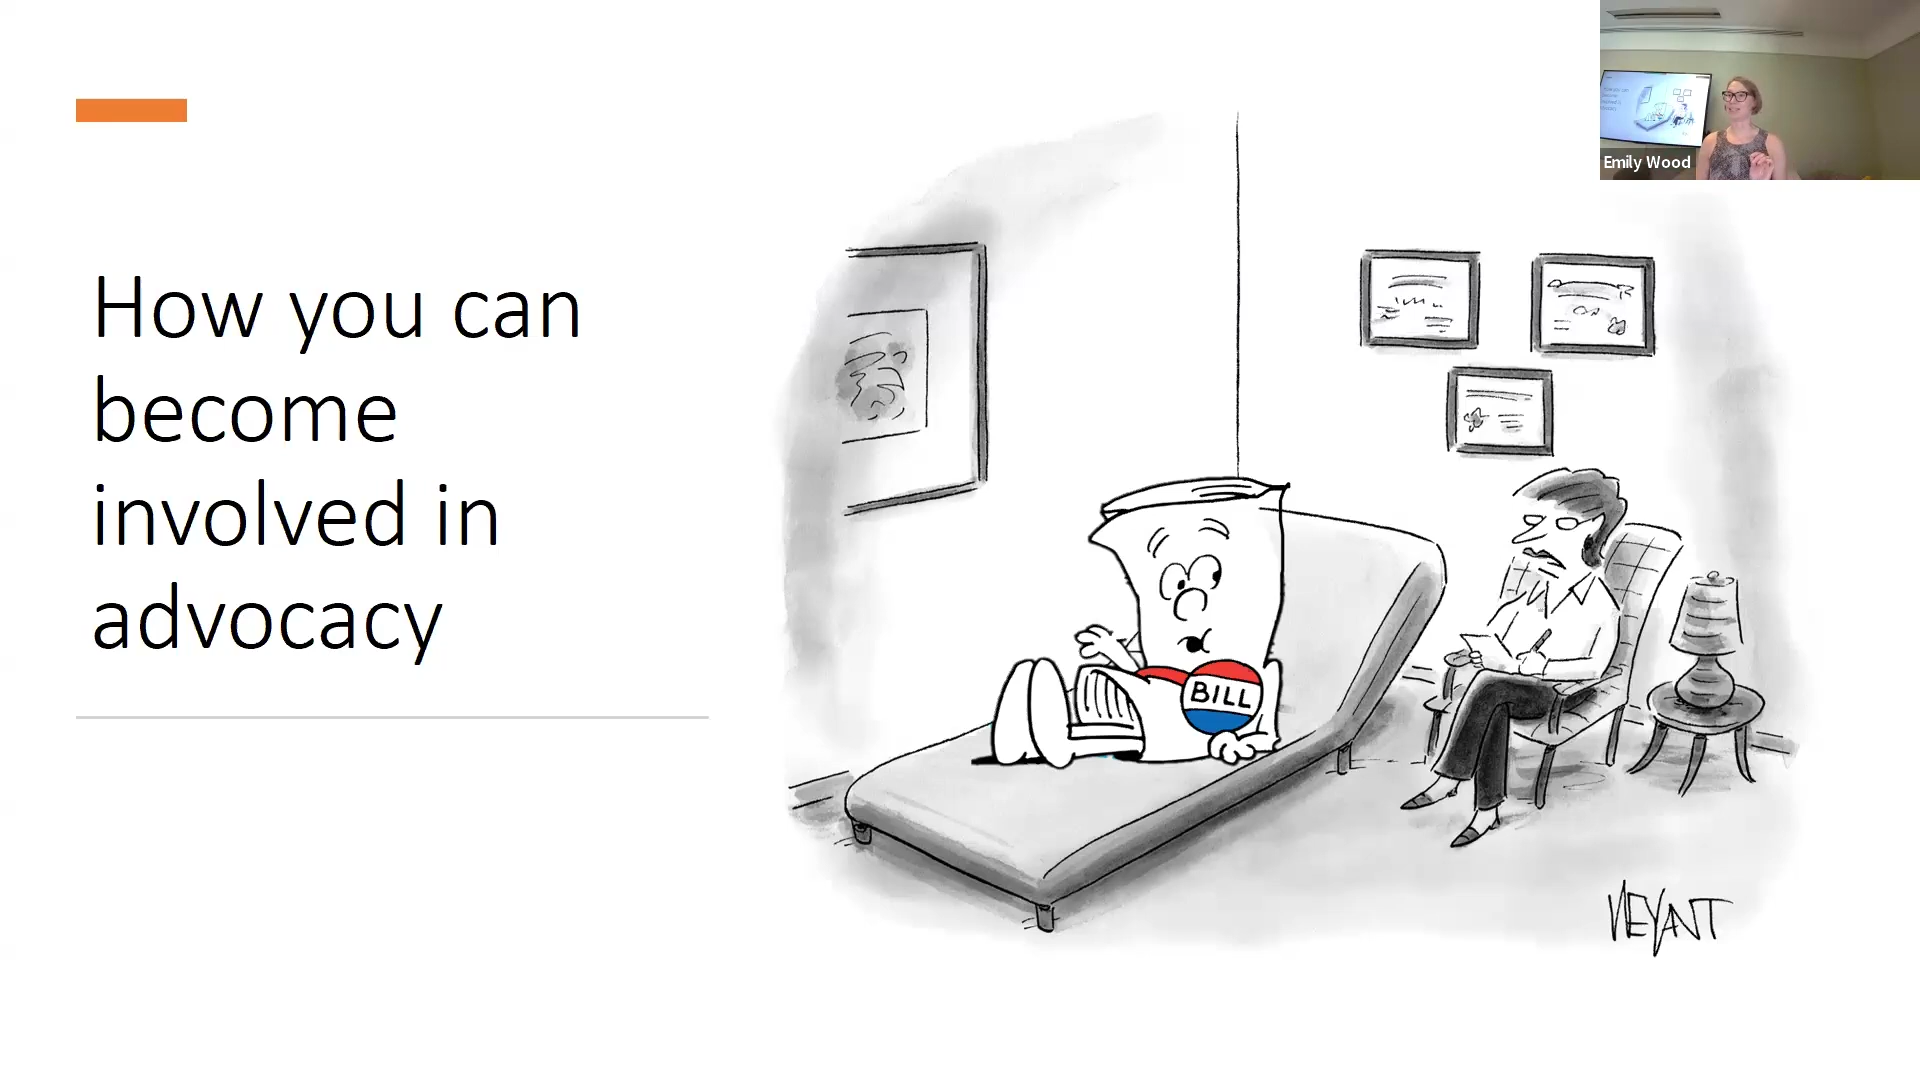 Emily Wood
How you can
become
involved in
advocacy
BILL
VEYANT